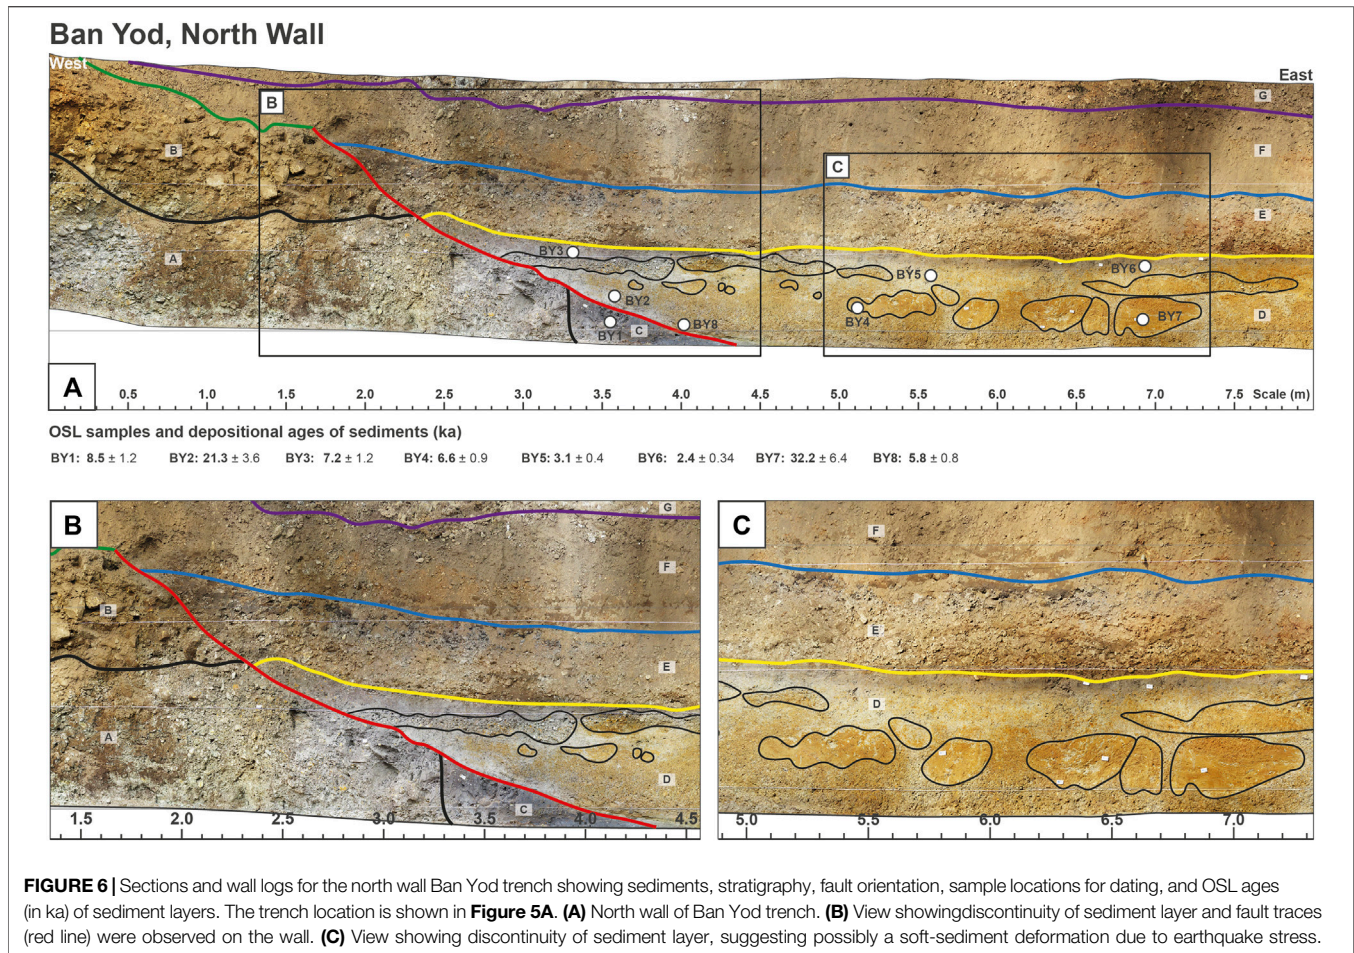 Ban Yod, North Wall
West
East
B
G
B
F
C
E
A
BY3
BY5
BY6
BY2
BY4
BY7
D
BY1
C
BY8
A
0.5 1.0 1.5 2.0 2.5 3.0 3.5 4.0 4.5 5.0 5.5 6.0 6.5 7.0 7.5 Scale (m)
OSL samples and depositional ages of sediments (ka)
BY1: 8.5 ± 1.2 BY2: 21.3 ± 3.6 BY3: 7.2 ± 1.2 BY4: 6.6 ± 0.9 BY5: 3.1 ± 0.4 BY6: 2.4 ± 0.34 BY7: 32.2 ± 6.4 BY8: 5.8 ± 0.8
B
G
F
B
E
A
D
C
1.5 2.0 2.5 3.0 3.5 4.0 4.5
C
F
E
D
5.0 5.5 6.0 6.5 7.0
FIGURE 6 | Sections and wall logs for the north wall Ban Yod trench showing sediments, stratigraphy, fault orientation, sample locations for dating, and OSL ages
(in ka) of sediment layers. The trench location is shown in Figure 5A. (A) North wall of Ban Yod trench. (B) View showingdiscontinuity of sediment layer and fault traces
(red line) were observed on the wall. (C) View showing discontinuity of sediment layer, suggesting possibly a soft-sediment deformation due to earthquake stress.